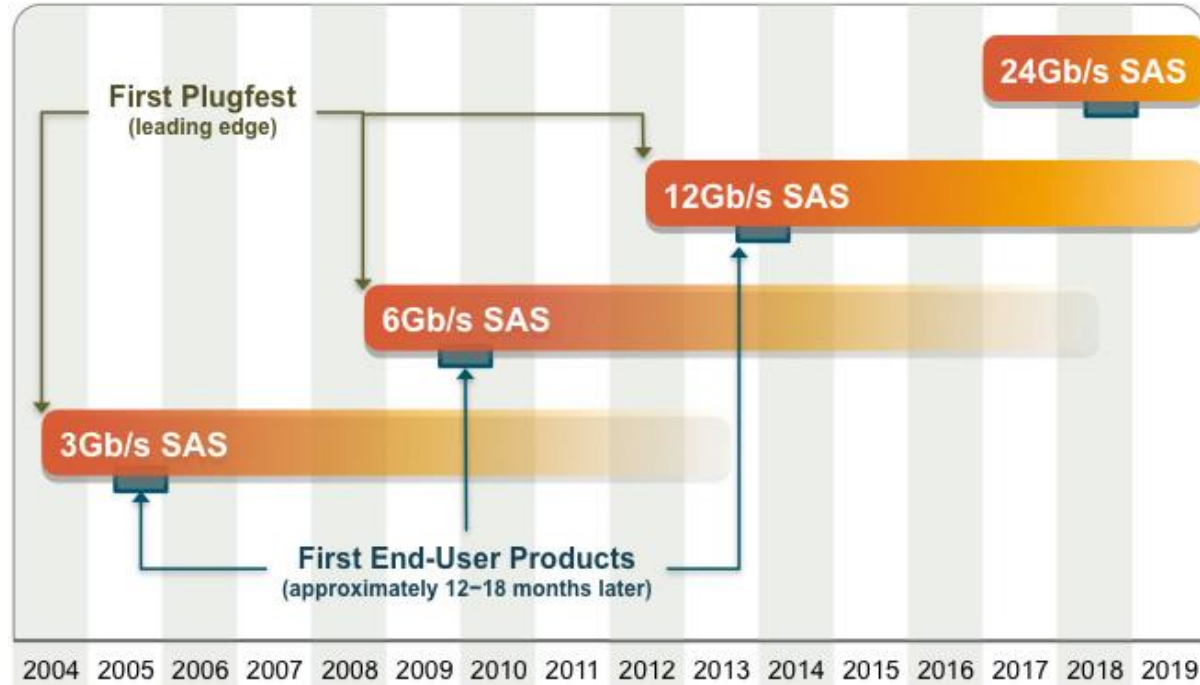 24Gb/s SAS
First Plugfest
(leading edge)
12Gb/s SAS
6Gb/s SAS
3Gb/s SAS
First End-User Products
(approximately 12−18 months later)
2004 2005 2006 2007 2008 2009 2010 2011 2012 2013 2014 2015 2016 2017 2018 2019